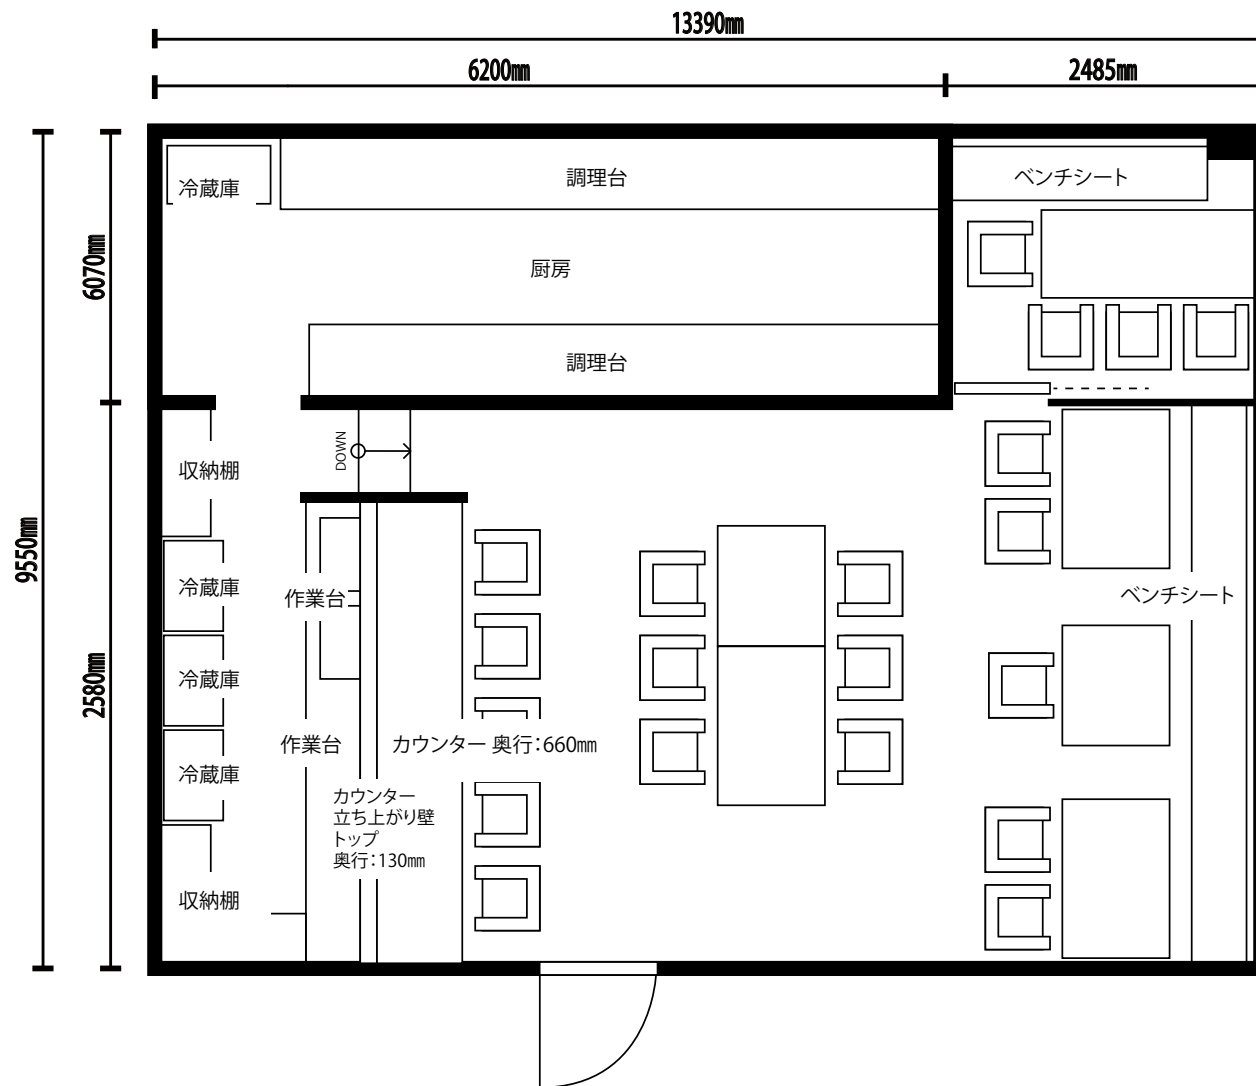 13390㎜
6200㎜
2485㎜
冷蔵庫
調理台
ベンチシート
6070㎜
厨房
調理台
DOWN
収納棚
9550㎜
冷蔵庫
作業台
ベンチシート
2580㎜
冷蔵庫
作業台
カウンター 奥行：660㎜
冷蔵庫
カウンター
立ち上がり壁
トップ
奥行：130㎜
収納棚